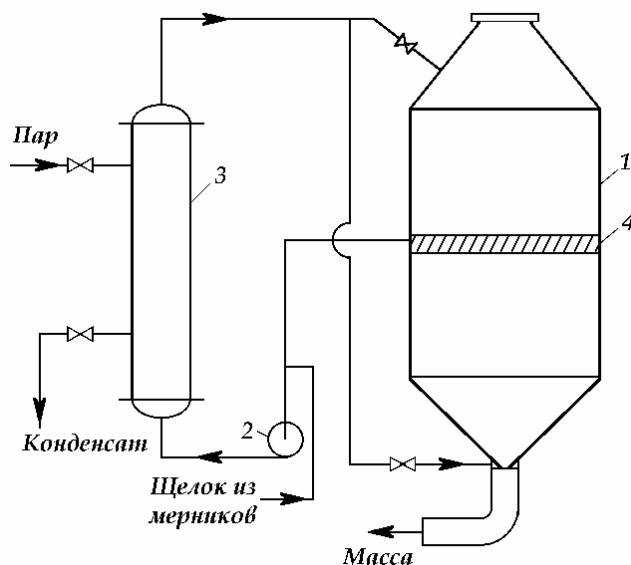 Пар
3
1
4
Конденсат
2
Щелок из
мерников
Масса